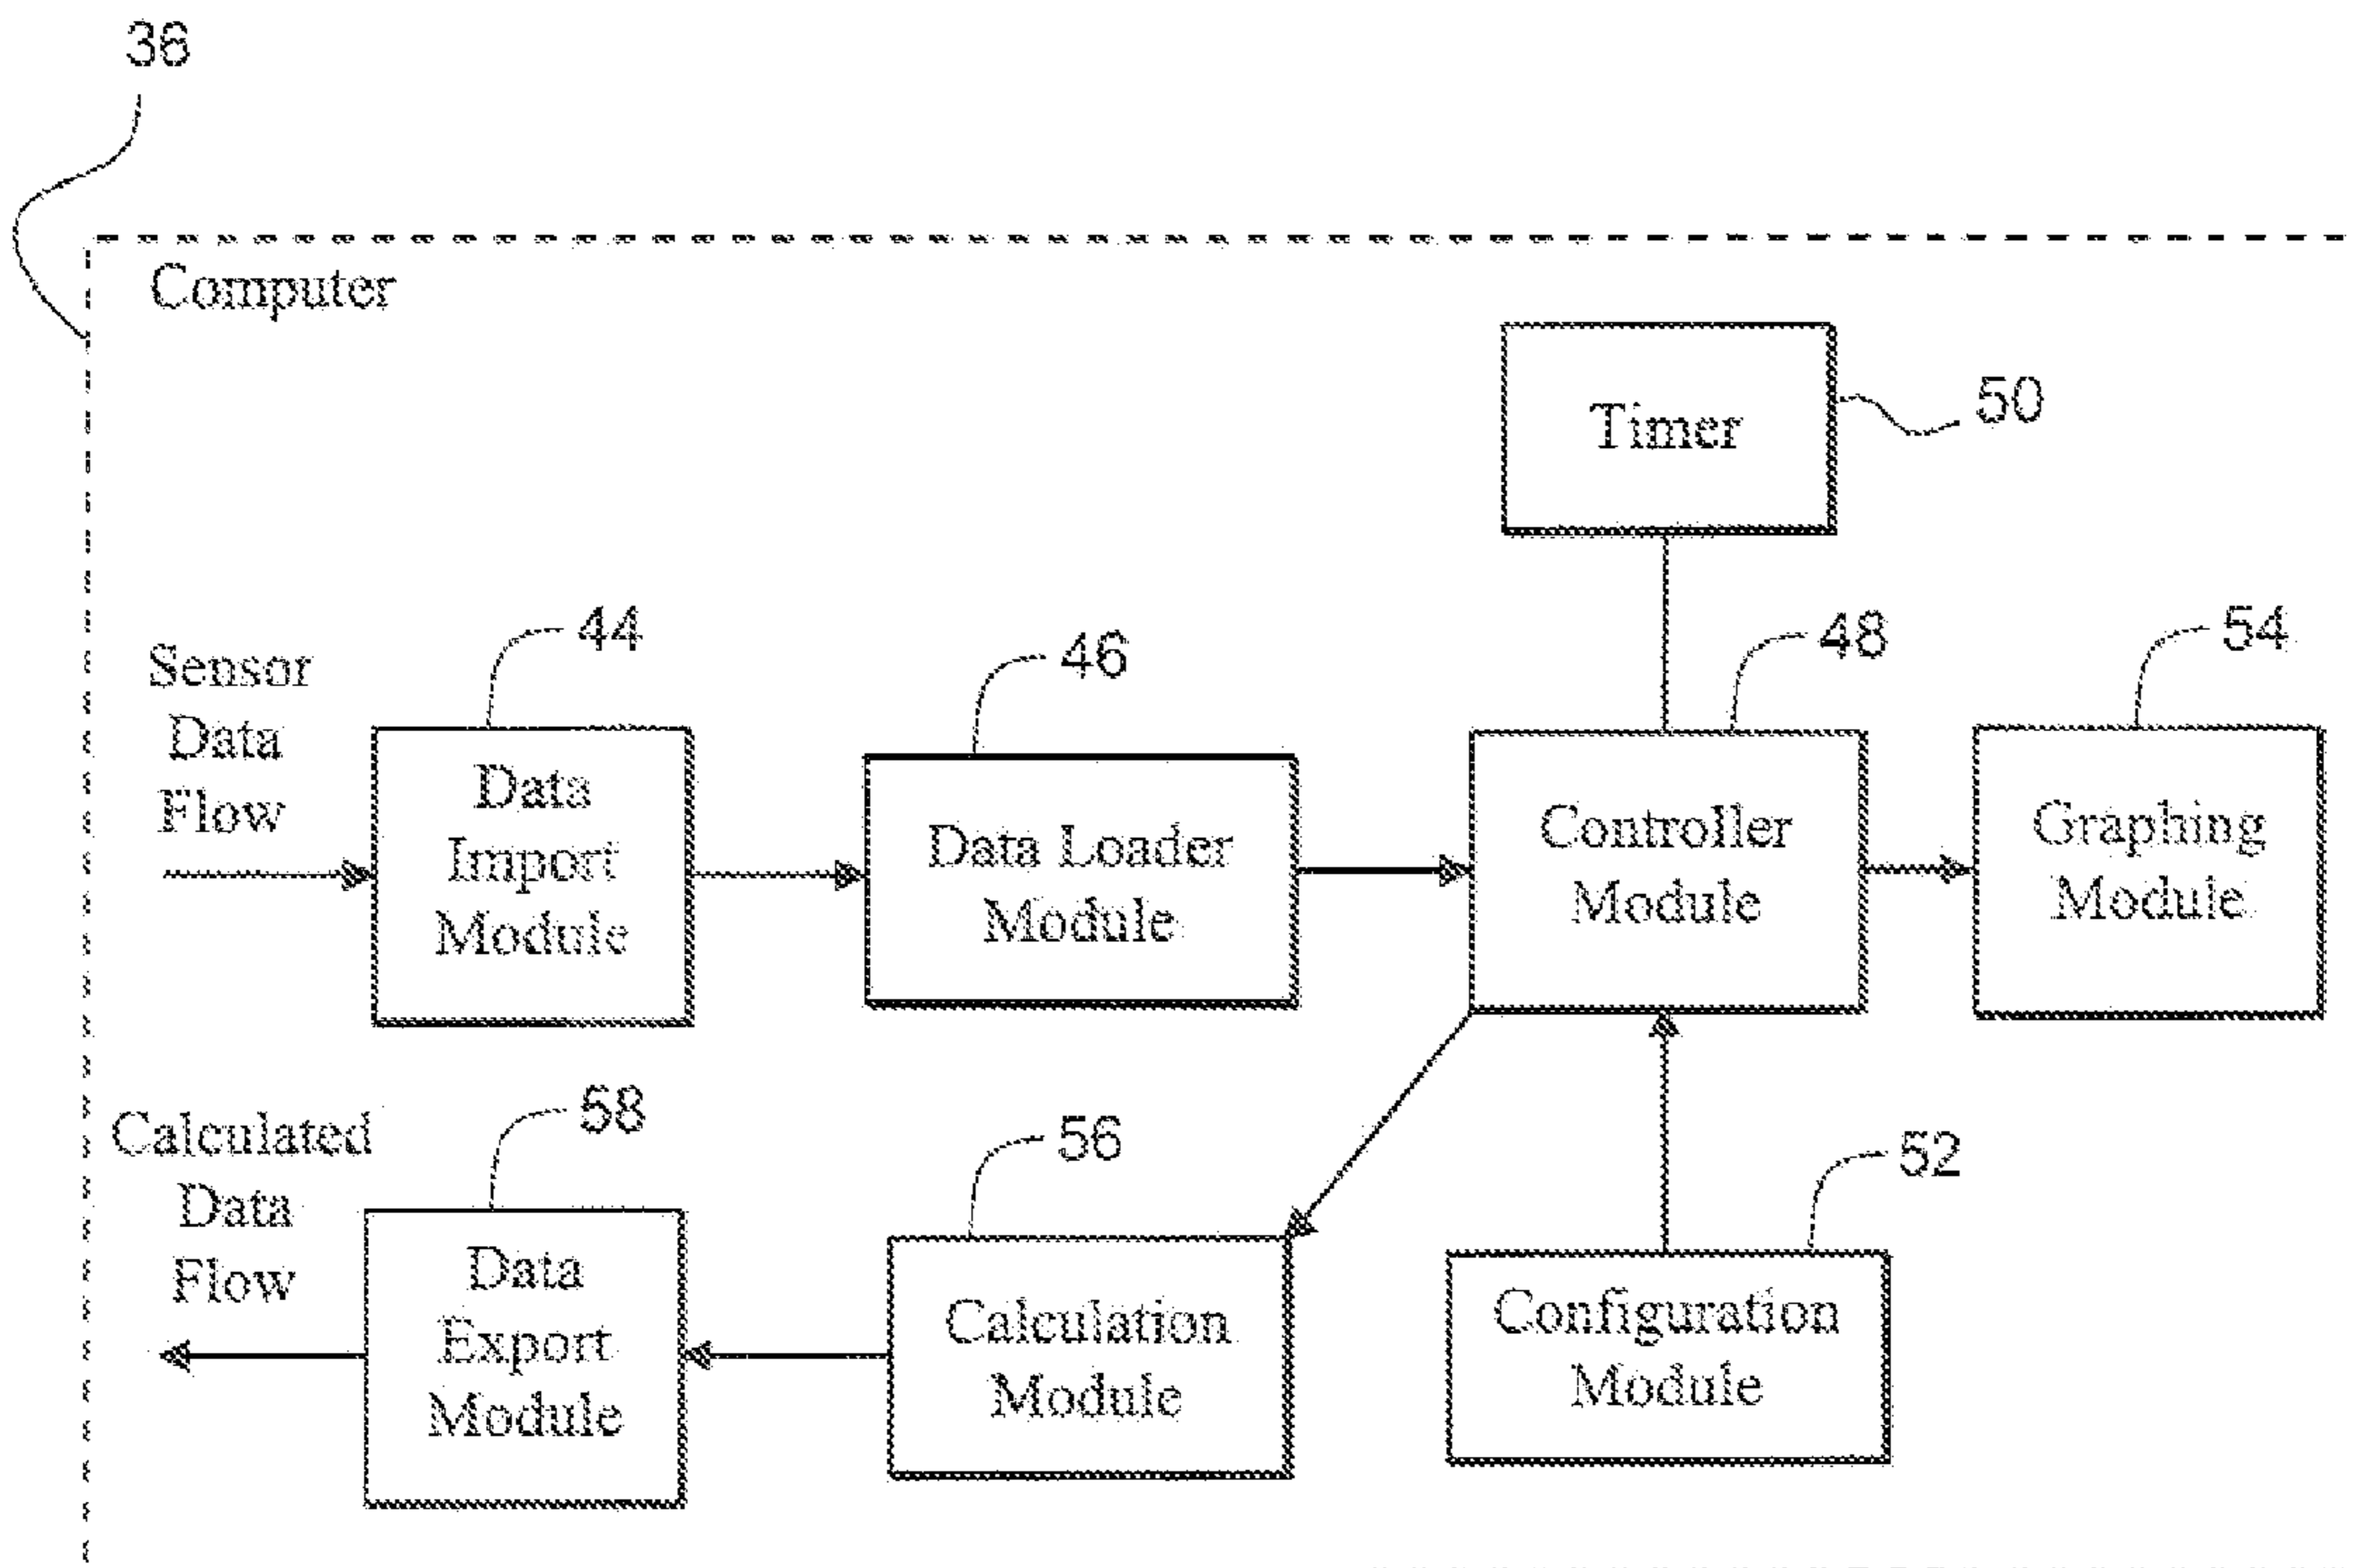 36
Computer
Timer
50
Sensor
Data
Flow
44
Data
Import
Module
46
Data Loader
Module
48
Controller
Module
54
Graphing
Module
Calculated
Data
Flow
58
Data
Export
Module
56
Calculation
Module
52
Configuration
Module